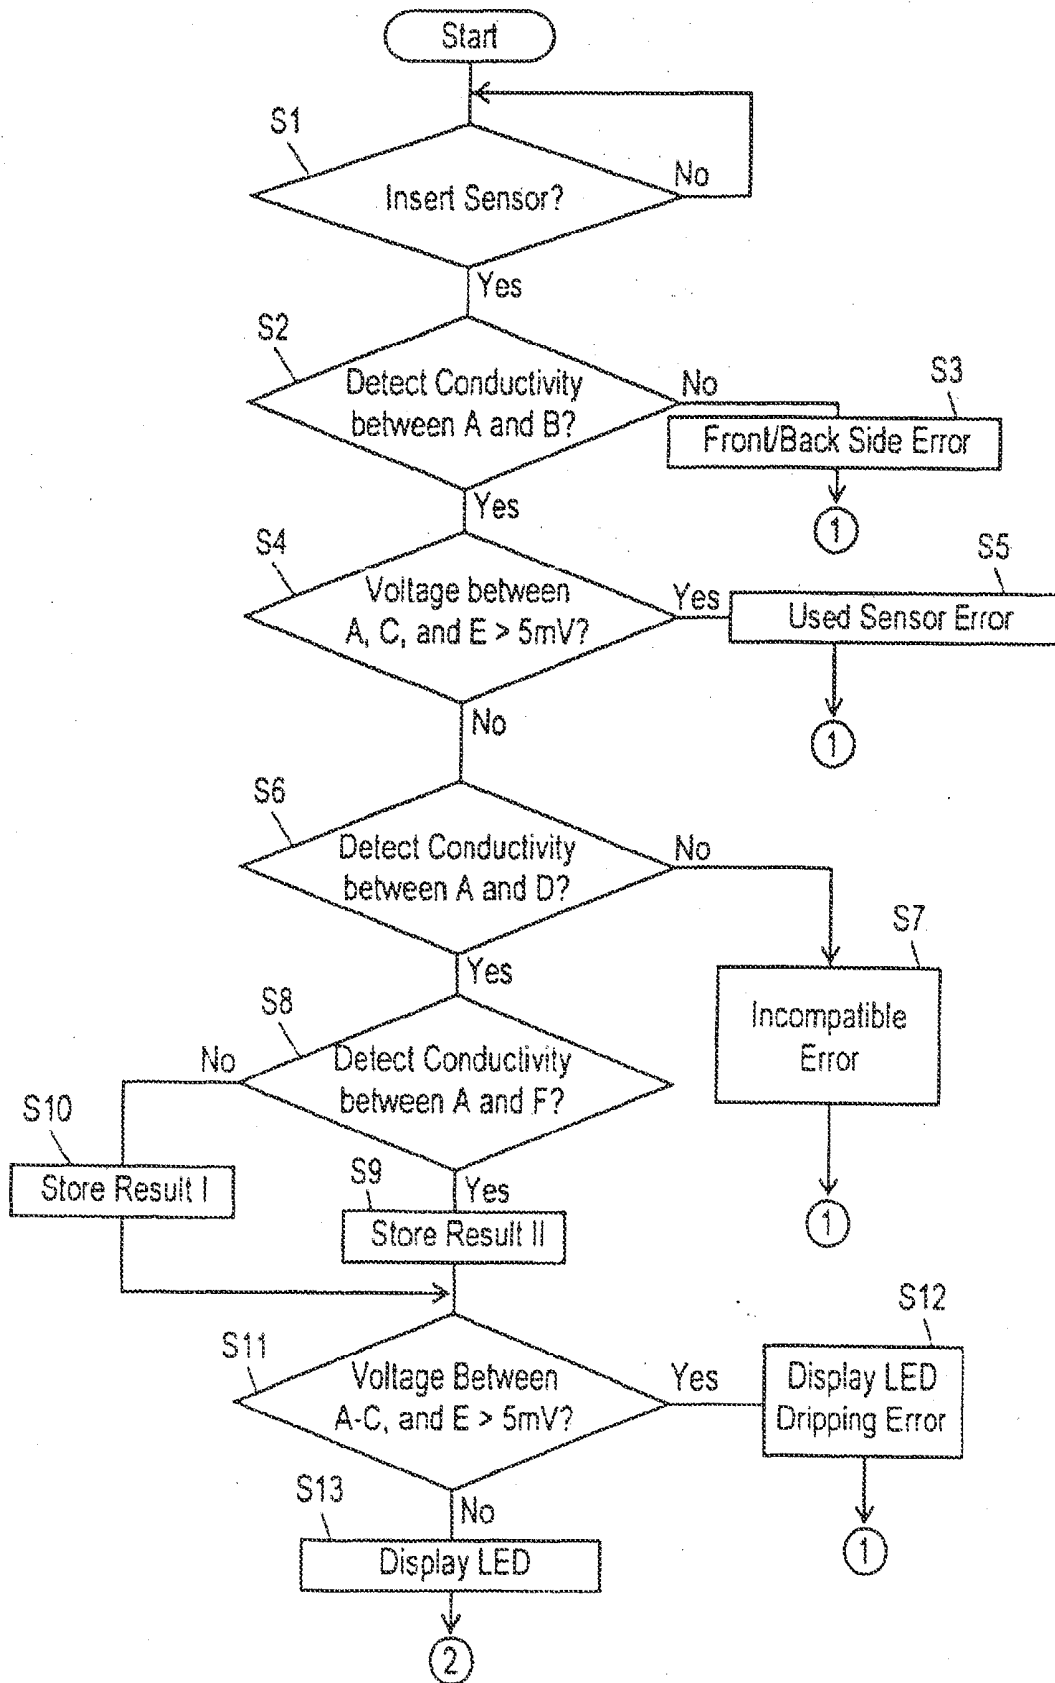 Start
S1
Insert Sensor?
No
Yes
S2
Detect Conductivity
between A and B?
No
S3
Front/Back Side Error
1
Yes
S4
Voltage between
A, C, and E > 5mV?
Yes
S5
Used Sensor Error
1
No
S6
Detect Conductivity
between A and D?
No
S7
Incompatible
Error
1
Yes
S8
Detect Conductivity
between A and F?
No
S10
Store Result I
Yes
S9
Store Result II
S11
Voltage Between
A-C, and E > 5mV?
Yes
S12
Display LED
Dripping Error
1
No
S13
Display LED
2